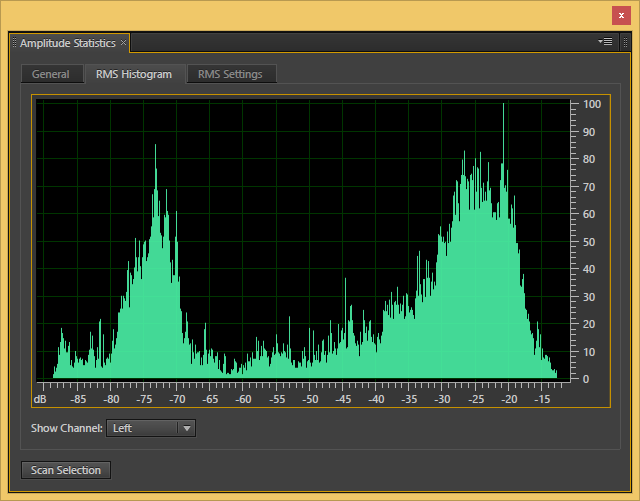 x
Amplitude Statistics ×
General RMS Histogram RMS Settings
100
90
80
70
60
50
40
30
20
10
0
dB -85 -80 -75 -70 -65 -60 -55 -50 -45 -40 -35 -30 -25 -20 -15
Show Channel: Left
Scan Selection